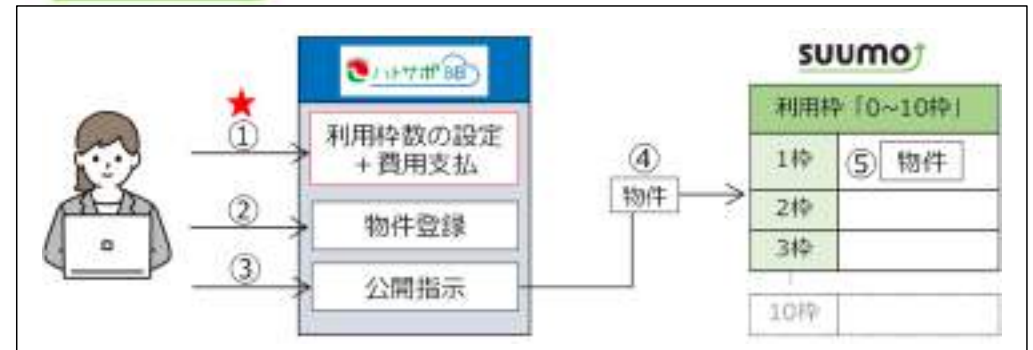 ハトサポBB
suumo
★
①
利用枠数の設定
+費用支払
②
物件登録
③
公開指示
④
物件
利用枠「0~10枠」
1枠
⑤ 物件
2枠
3枠
10枠